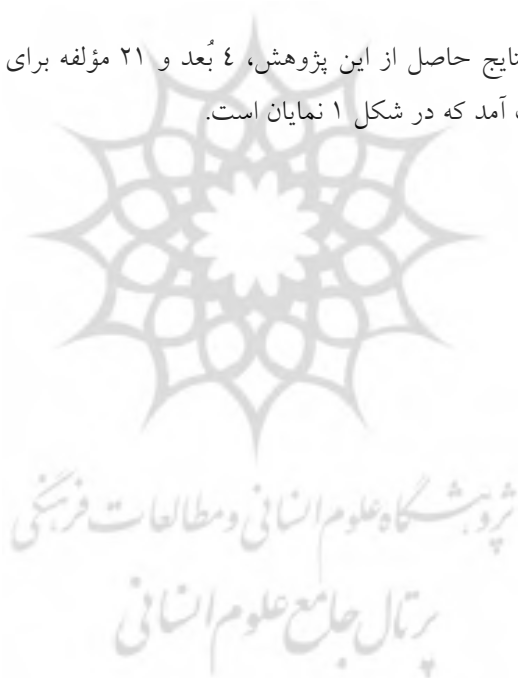 تایج حاصل از این پژوهش، ٤ بُعد و ٢١ مؤلفه برای
آمد که در شکل ١ نمایان است.
پژوهشگاه علوم انسانی و مطالعات فرهنگی
پرتال جامع علوم انسانی